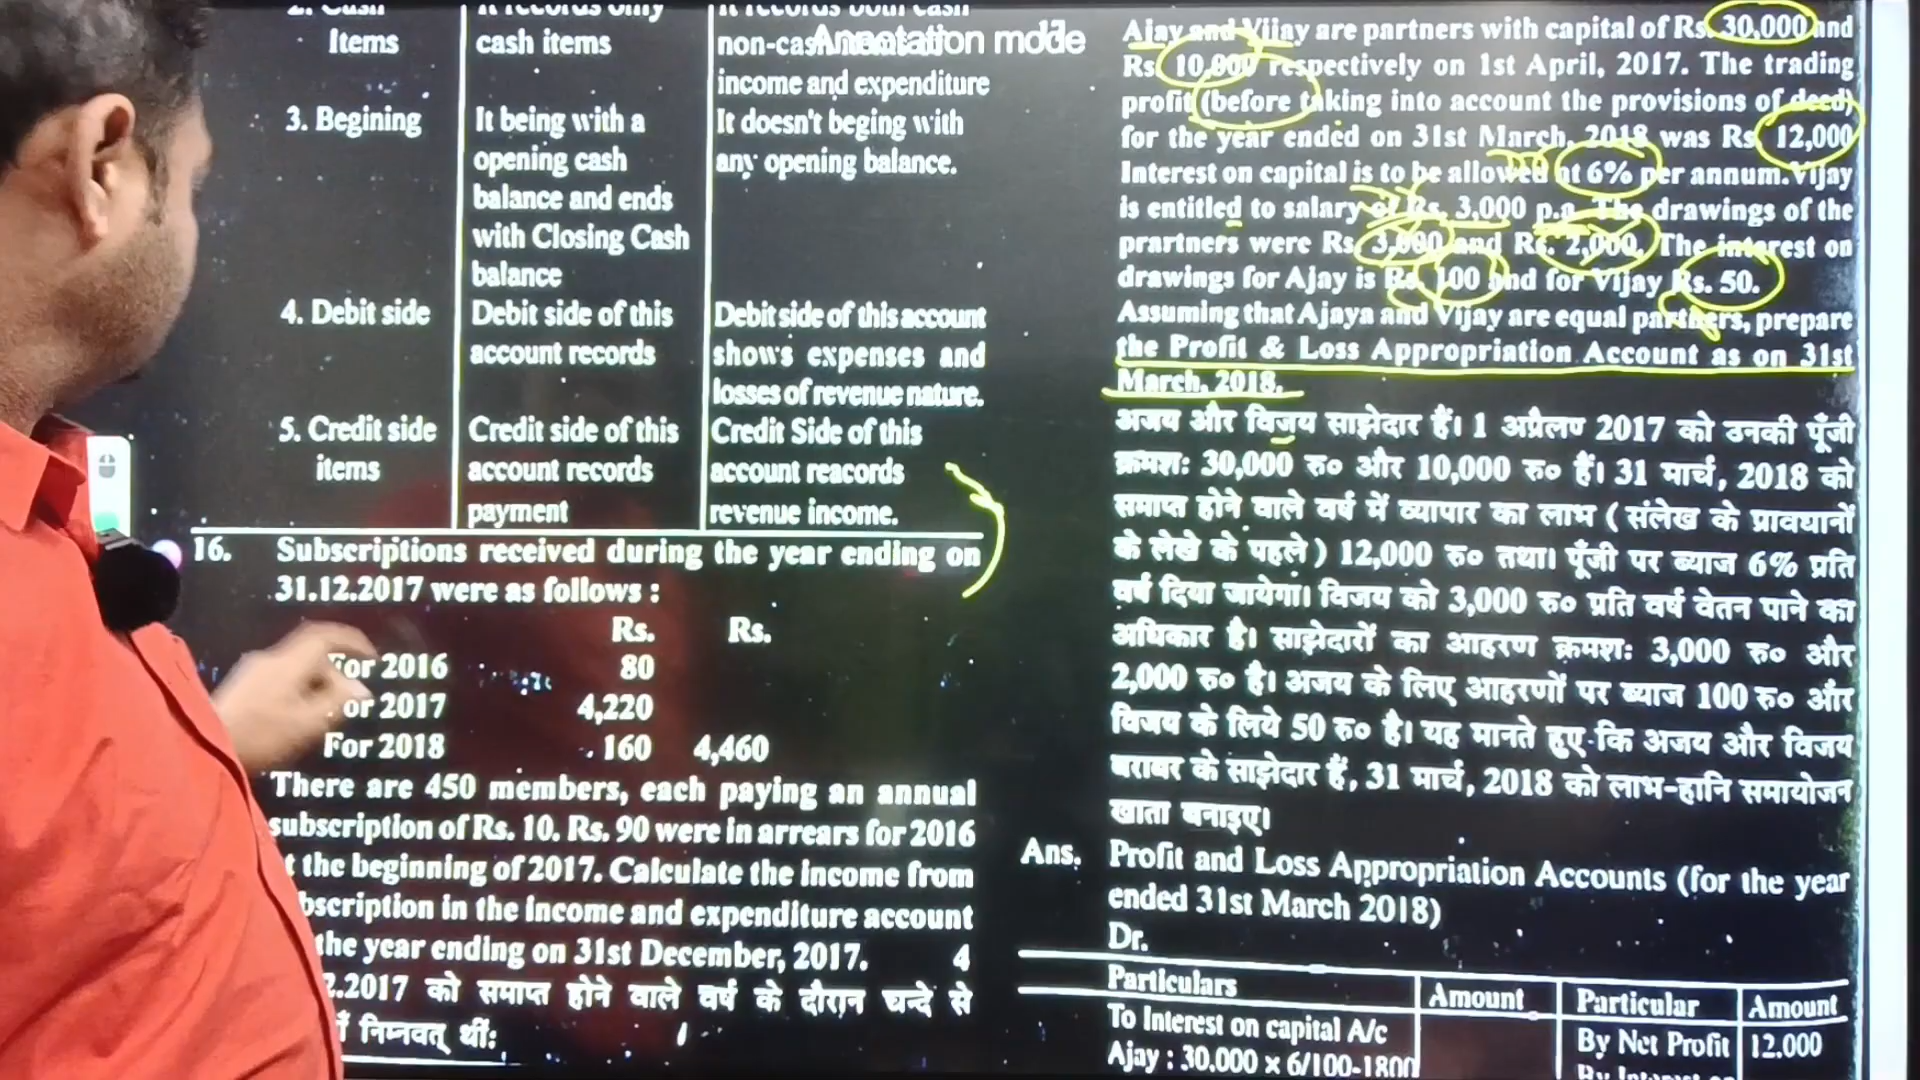 Items
cash items
non-cash
Annotation mode
income and expenditure
3. Begining
It being with a
It doesn't beging with
opening cash
any opening balance.
balance and ends
with Closing Cash
balance
4. Debit side
Debit side of this
Debit side of this account
account records
shows expenses and
losses of revenue nature.
5. Credit side
Credit side of this
Credit Side of this
items
account records
account reacords
payment
revenue income.
16. Subscriptions received during the year ending on
31.12.2017 were as follows :
Rs. Rs.
For 2016 80
or 2017 4,220
For 2018 160 4,460
There are 450 members, each paying an annual
subscription of Rs. 10. Rs. 90 were in arrears for 2016
t the beginning of 2017. Calculate the income from
bscription in the income and expenditure account
the year ending on 31st December, 2017. 4
2.2017 को समाप्त होने वाले वर्ष के दौरान चन्दे से
निम्नवत् थीं:
17
Ajay and Vijay are partners with capital of Rs. 30,000 and
Rs. 10,000 respectively on 1st April, 2017. The trading
profit (before taking into account the provisions of deed)
for the year ended on 31st March, 2018 was Rs. 12,000
Interest on capital is to be allowed at 6% per annum. Vijay
is entitled to salary of Rs. 3,000 p.a. The drawings of the
prartners were Rs. 3,000 and Rs. 2,000. The interest on
drawings for Ajay is Rs. 100 and for Vijay Rs. 50.
Assuming that Ajaya and Vijay are equal partners, prepare
the Profit & Loss Appropriation Account as on 31st
March, 2018.
अजय और विजय साझेदार हैं। 1 अप्रैलण 2017 को उनकी पूँजी
क्रमश: 30,000 रु० और 10,000 रु० हैं। 31 मार्च, 2018 को
समाप्त होने वाले वर्ष में व्यापार का लाभ ( संलेख के प्रावधानों
के लेखे के पहले ) 12,000 रु० तथा। पूँजी पर ब्याज 6% प्रति
वर्ष दिया जायेगा। विजय को 3,000 रु० प्रति वर्ष वेतन पाने का
अधिकार है। साझेदारों का आहरण क्रमश: 3,000 रु० और
2,000 रु० है। अजय के लिए आहरणों पर ब्याज 100 रु० और
विजय के लिये 50 रु० है। यह मानते हुए कि अजय और विजय
बराबर के साझेदार हैं, 31 मार्च, 2018 को लाभ-हानि समायोजन
खाता बनाइए।
Ans. Profit and Loss Appropriation Accounts (for the year
ended 31st March 2018)
Dr.
Particulars Amount Particular Amount
To Interest on capital A/c
By Net Profit 12.000
Ajay : 30.000 x 6/100-1800